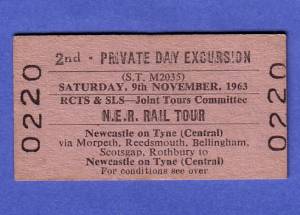 2nd - PRIVATE DAY EXCURSION
(S.T. M2035)
SATURDAY, 9th NOVEMBER, 1963
RCTS & SLS—Joint Tours Committee
N.E.R. RAIL TOUR
Newcastle on Tyne (Central)
via Morpeth, Reedsmouth, Bellingham,
Scotsgap, Rothbury to
Newcastle on Tyne (Central)
For conditions see over
0220
0220